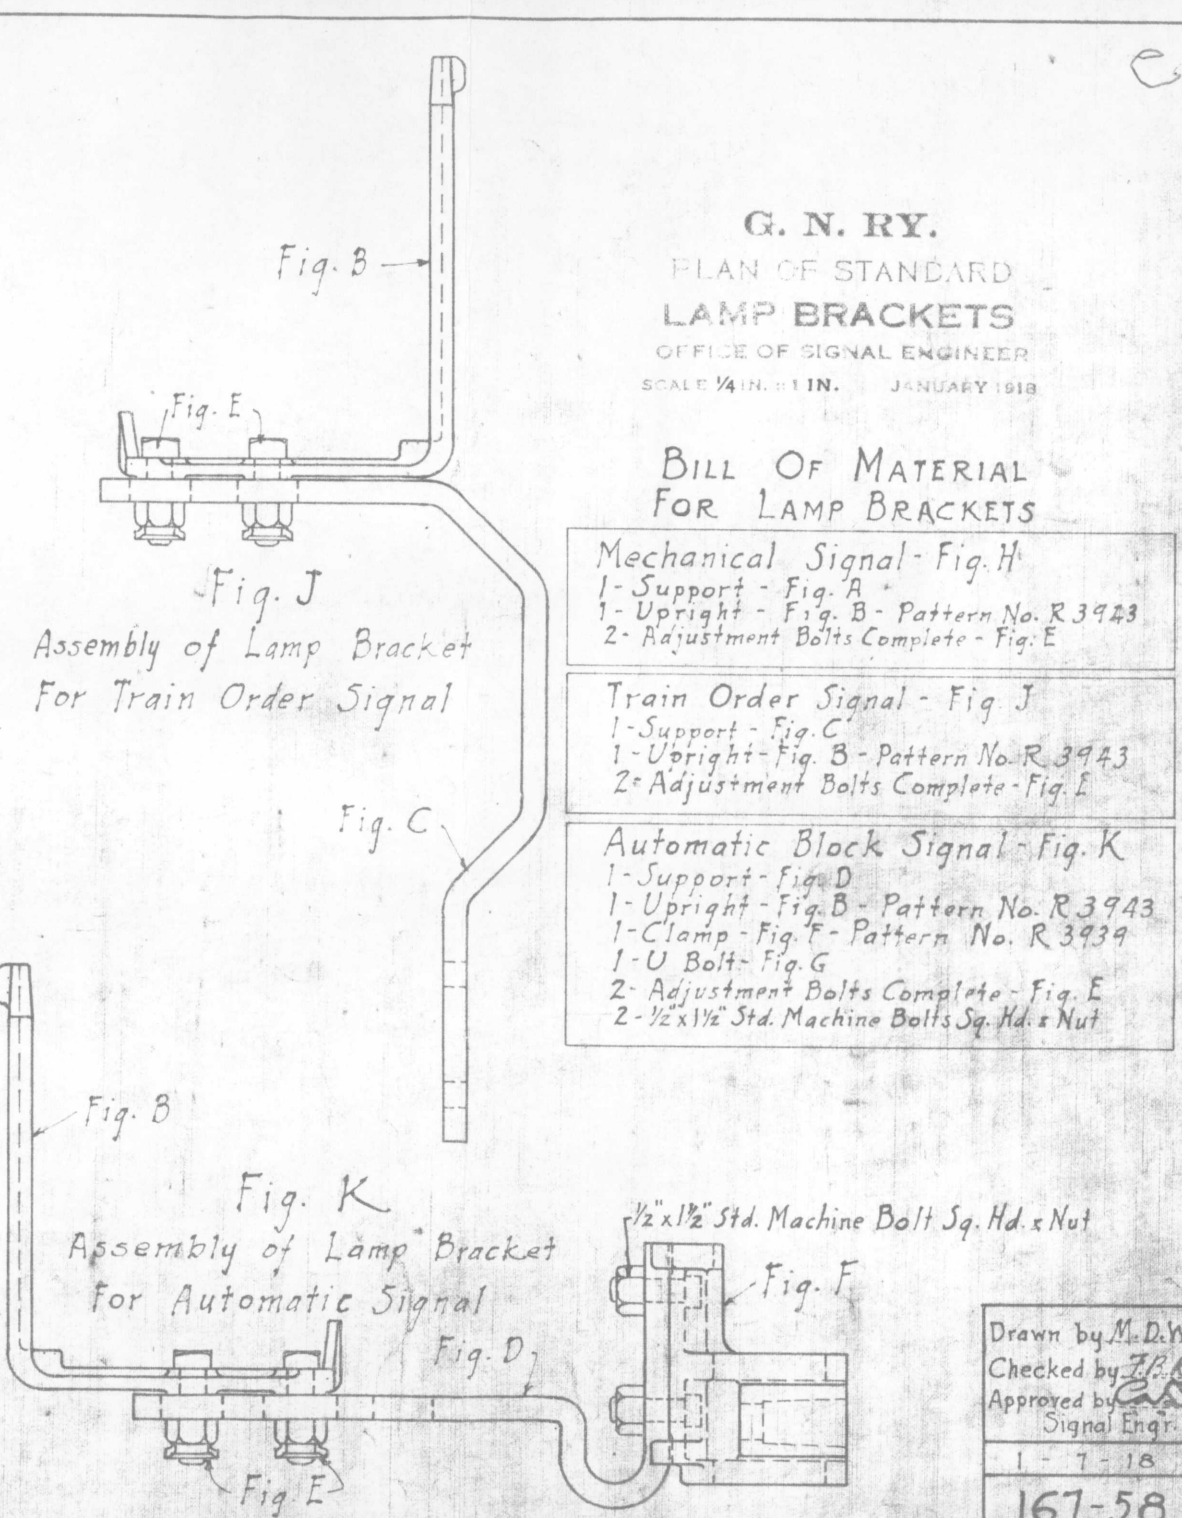 G. N. RY.
PLAN OF STANDARD
LAMP BRACKETS
OFFICE OF SIGNAL ENGINEER
SCALE 1/4 IN. = 1 IN. JANUARY 1918
Fig. B
Fig. E
Fig. J
Assembly of Lamp Bracket
For Train Order Signal
Fig. C
BILL OF MATERIAL
FOR LAMP BRACKETS
Mechanical Signal - Fig. H
1 - Support - Fig. A
1 - Upright - Fig. B - Pattern No. R 3943
2 - Adjustment Bolts Complete - Fig. E
Train Order Signal - Fig. J
1 - Support - Fig. C
1 - Upright - Fig. B - Pattern No. R 3943
2 - Adjustment Bolts Complete - Fig. E
Automatic Block Signal - Fig. K
1 - Support - Fig. D
1 - Upright - Fig. B - Pattern No. R 3943
1 - Clamp - Fig. F - Pattern No. R 3939
1 - U Bolt - Fig. G
2 - Adjustment Bolts Complete - Fig. E
2 - 1/2" x 1 1/2" Std. Machine Bolts Sq. Hd. & Nut
Fig. B
Fig. K
Assembly of Lamp Bracket
For Automatic Signal
Fig. D
Fig. E
1/2" x 1 1/2" Std. Machine Bolt Sq. Hd. & Nut
Fig. F
Drawn by M.D.W
Checked by
Approved by
Signal Engr.
1 - 7 - 18
167-58